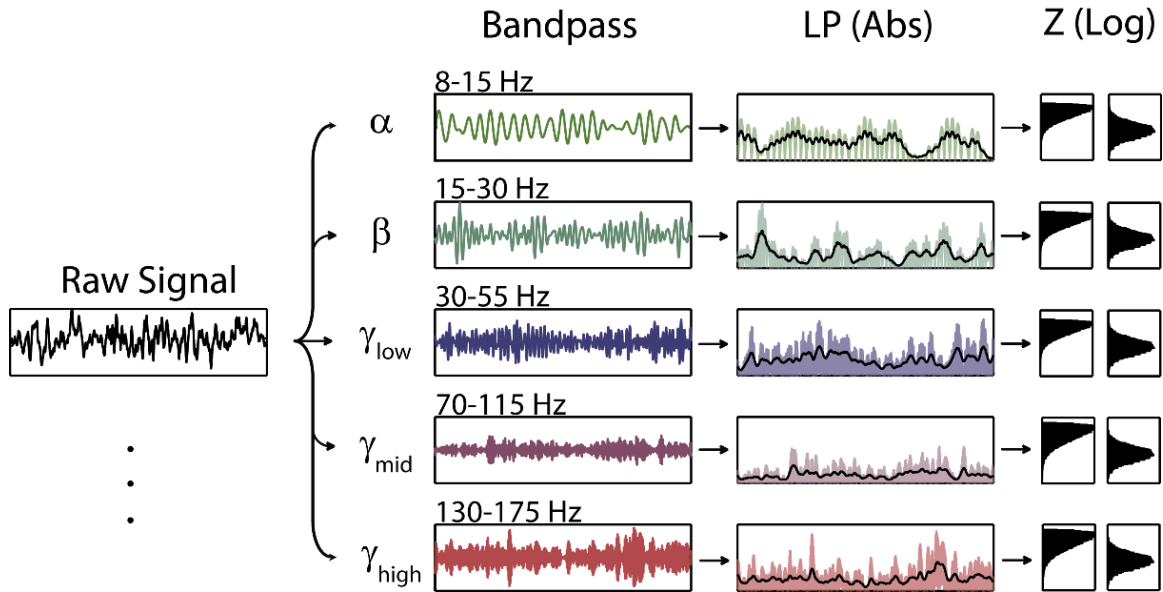 Bandpass
LP (Abs)
Z (Log)
8-15 Hz
α
15-30 Hz
β
Raw Signal
30-55 Hz
γlow
70-115 Hz
γmid
130-175 Hz
γhigh